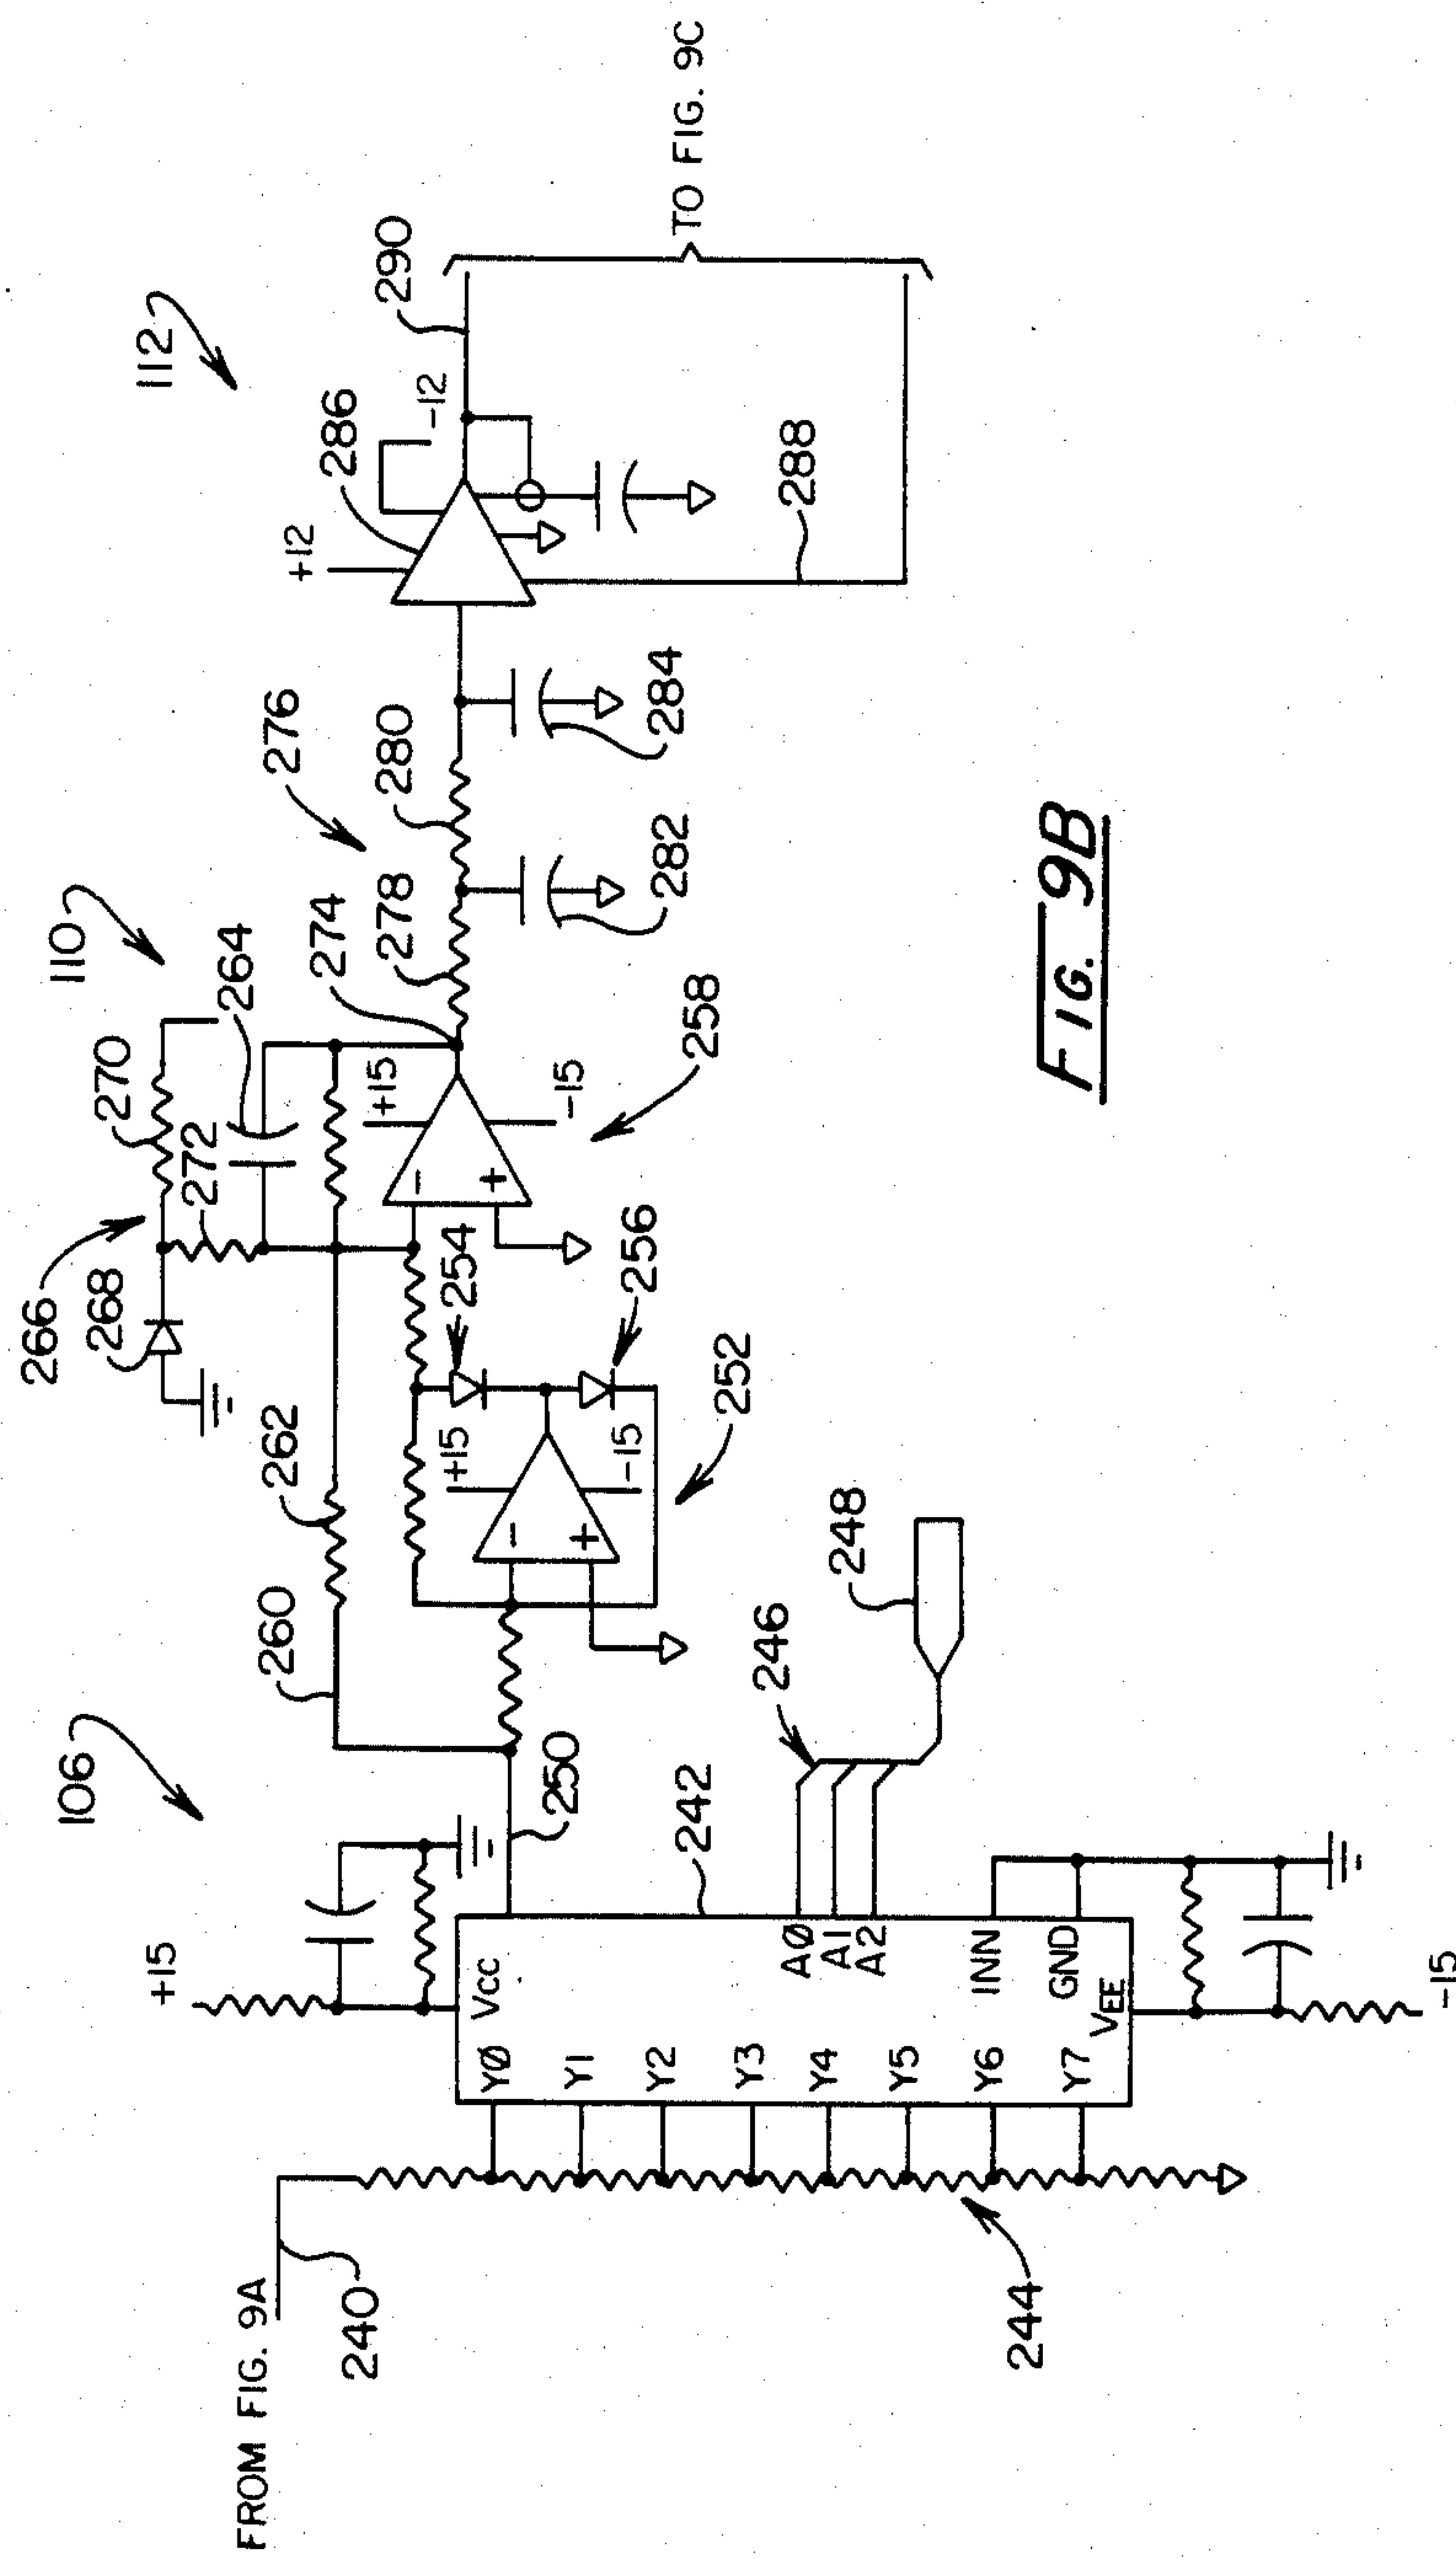 FROM FIG. 9A
240
244
106
+15
Vcc
YØ
Y1
Y2
Y3
Y4
Y5
Y6
Y7
AØ
A1
A2
INN
GND
VEE
-15
242
250
246
248
260
262
+15
-
+
-15
252
254
256
266
268
270
272
264
110
+15
-
+
-15
258
274
276
278
280
282
284
286
+12
-12
112
290
288
TO FIG. 9C
FIG. 9B